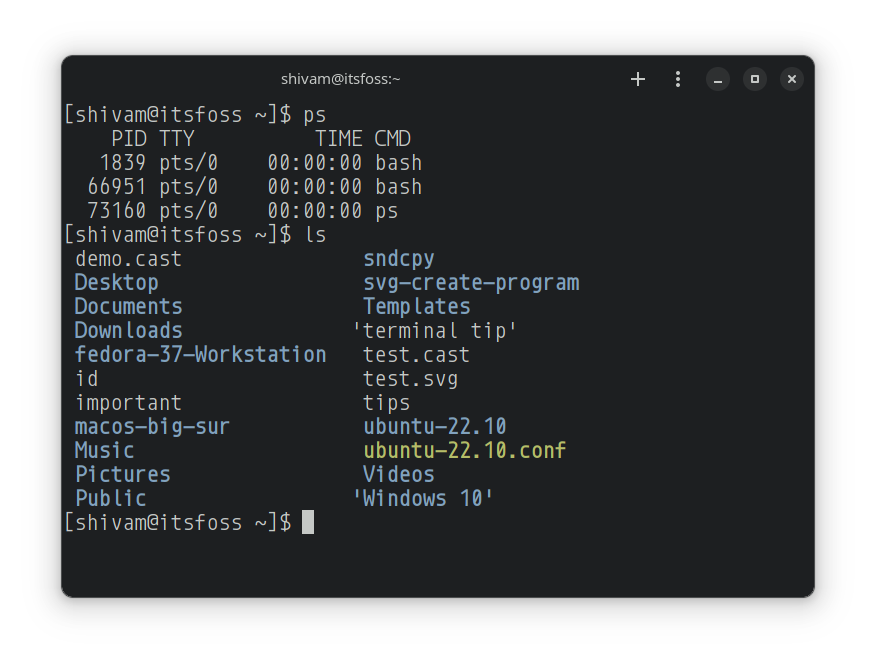 shivam@itsfoss:~
[shivam@itsfoss ~]$ ps
    PID TTY          TIME CMD
   1839 pts/0    00:00:00 bash
  66951 pts/0    00:00:00 bash
  73160 pts/0    00:00:00 ps
[shivam@itsfoss ~]$ ls
 demo.cast               sndcpy
 Desktop                 svg-create-program
 Documents               Templates
 Downloads              'terminal tip'
 fedora-37-Workstation   test.cast
 id                      test.svg
 important               tips
 macos-big-sur           ubuntu-22.10
 Music                   ubuntu-22.10.conf
 Pictures                Videos
 Public                 'Windows 10'
[shivam@itsfoss ~]$